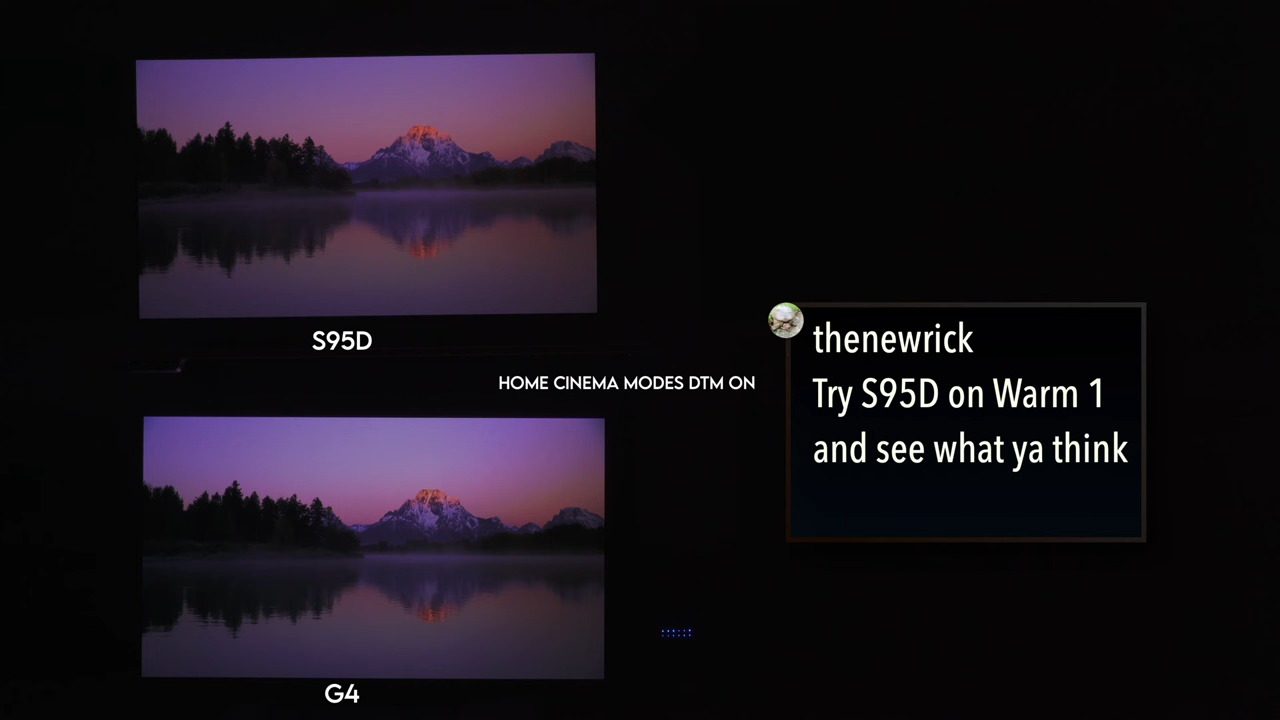 S95D
HOME CINEMA MODES DTM ON
thenewrick
Try S95D on Warm 1
and see what ya think
G4